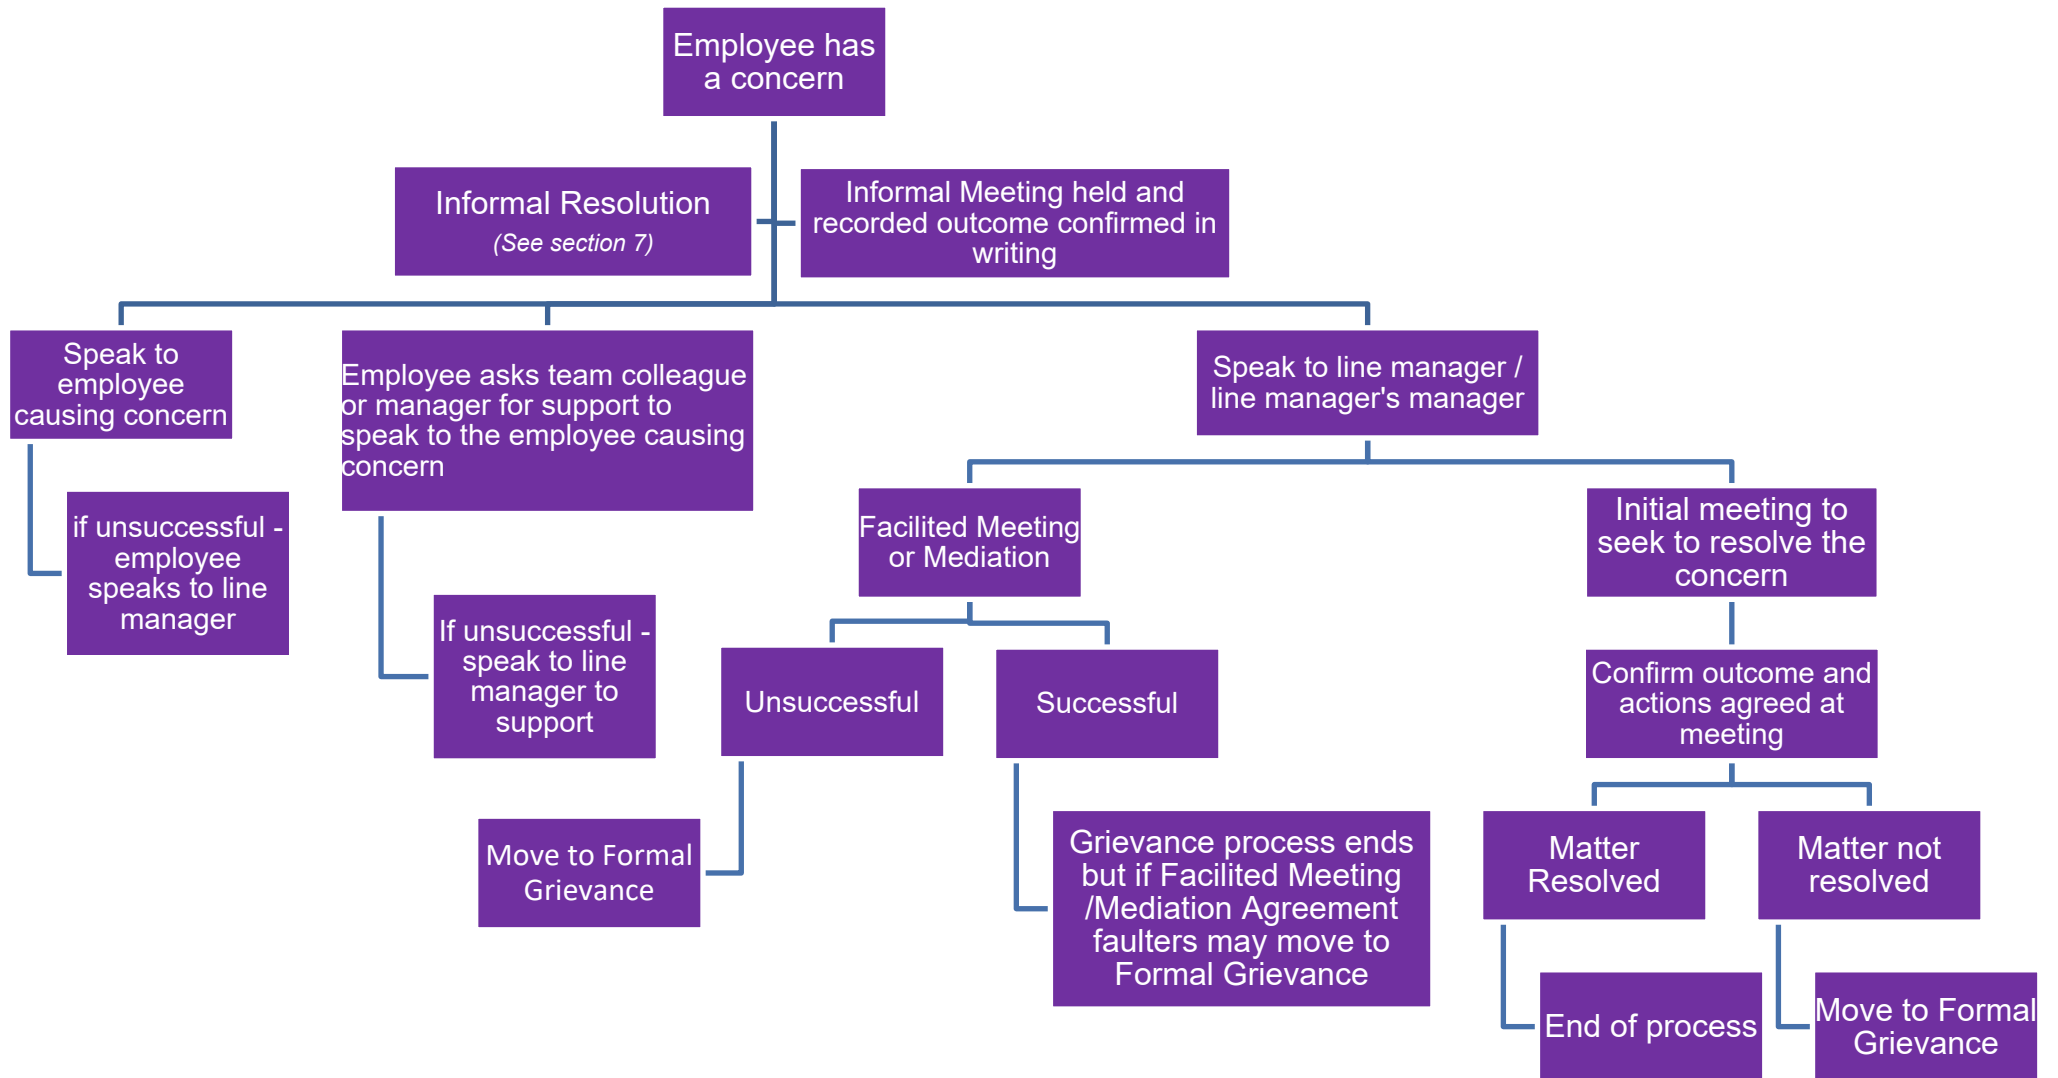 Employee has
a concern
Informal Resolution
(See section 7)
Informal Meeting held and
recorded outcome confirmed in
writing
Speak to
employee
causing concern
Employee asks team colleague
or manager for support to
speak to the employee causing
concern
Speak to line manager /
line manager's manager
if unsuccessful -
employee
speaks to line
manager
If unsuccessful -
speak to line
manager to
support
Facilited Meeting
or Mediation
Initial meeting to
seek to resolve the
concern
Unsuccessful
Successful
Confirm outcome and
actions agreed at
meeting
Move to Formal
Grievance
Grievance process ends
but if Facilited Meeting
/Mediation Agreement
faulters may move to
Formal Grievance
Matter
Resolved
Matter not
resolved
End of process
Move to Formal
Grievance